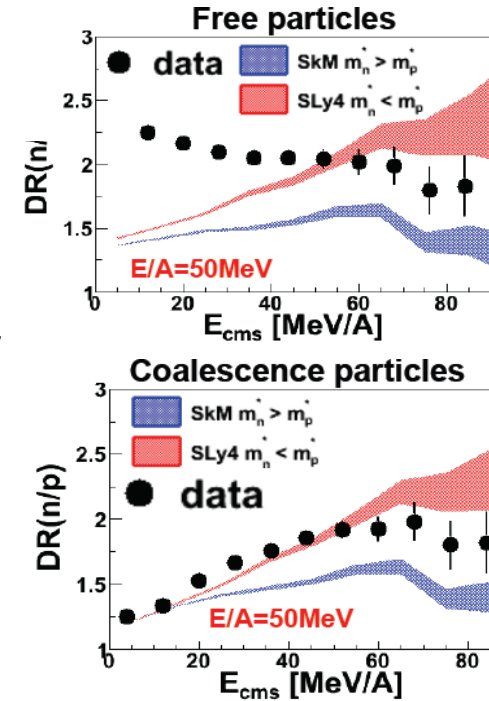 Free particles
3
data
SkM m*n > m*p
2.5
SLy4 m*n < m*p
DR(n/
2
1.5
E/A=50MeV
1
0 20 40 60 80
Ecms [MeV/A]
Coalescence particles
3
SkM m*n > m*p
SLy4 m*n < m*p
2.5
data
DR(n/p)
2
1.5
E/A=50MeV
1
0 20 40 60 80
Ecms [MeV/A]